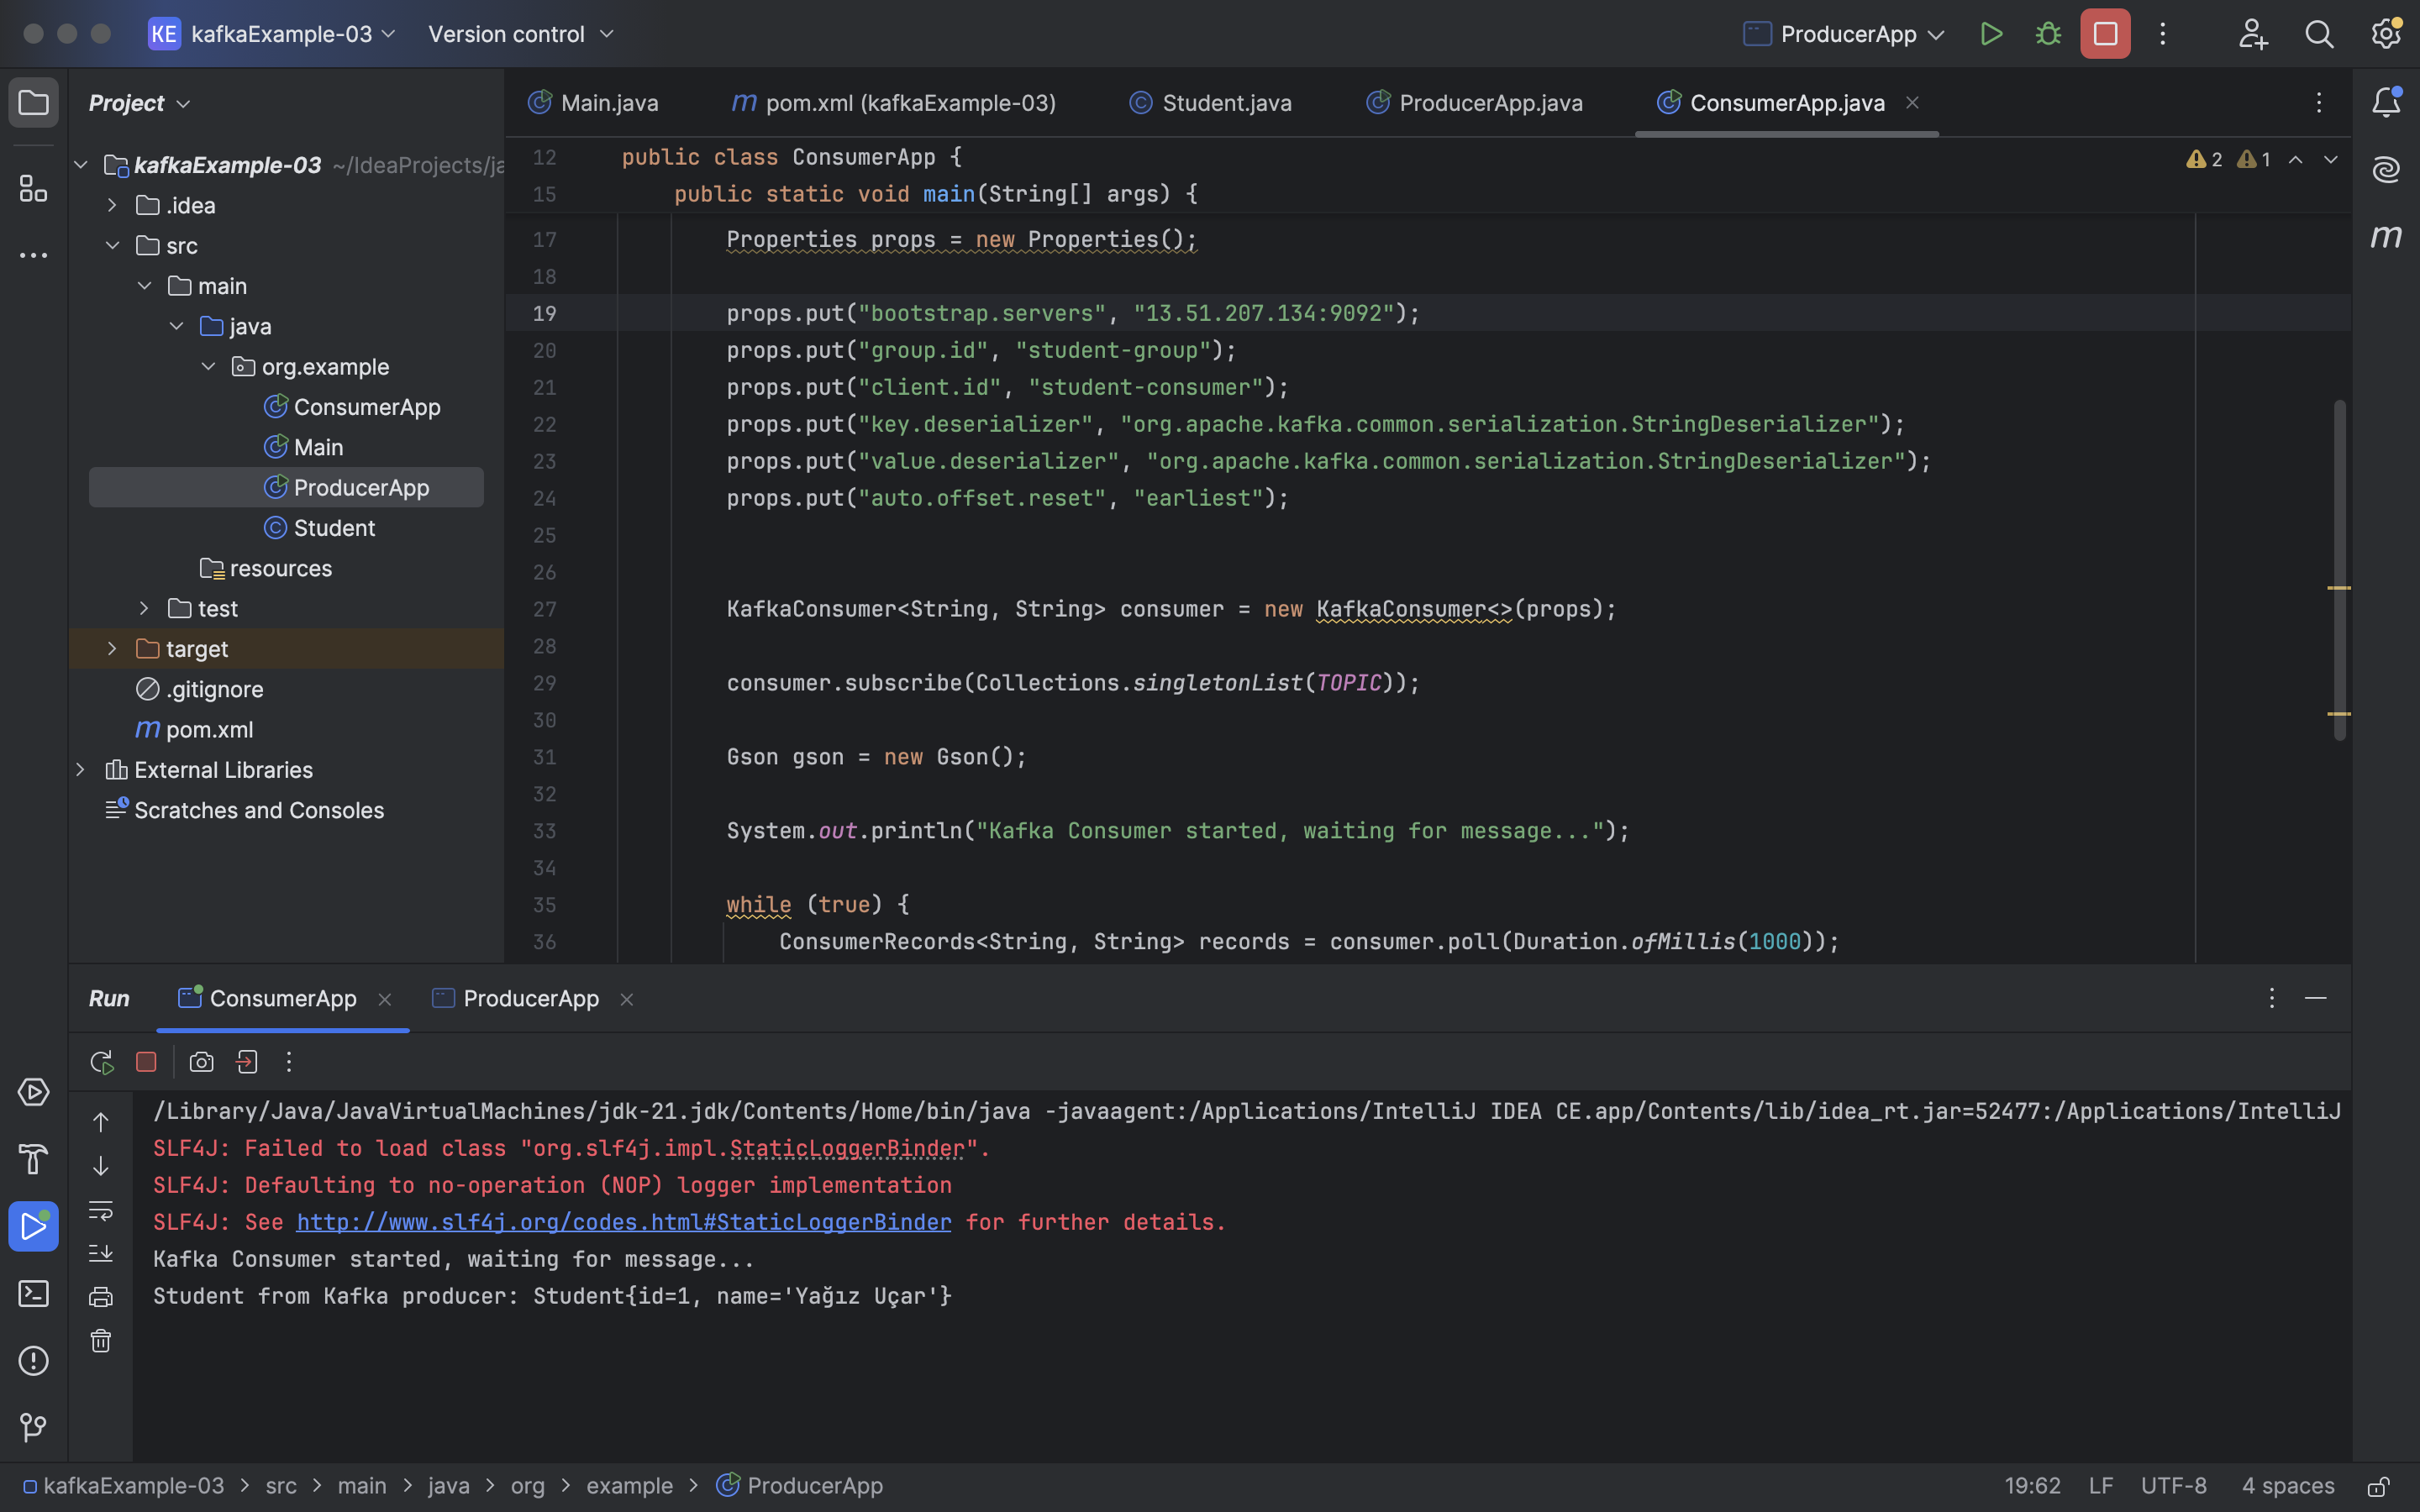 KE kafkaExample-03 Version control ProducerApp
Project
Main.java m pom.xml (kafkaExample-03) Student.java ProducerApp.java ConsumerApp.java
kafkaExample-03 ~/IdeaProjects/ja
.idea
src
main
java
org.example
ConsumerApp
Main
ProducerApp
Student
resources
test
target
.gitignore
m pom.xml
External Libraries
Scratches and Consoles
2 1
12 public class ConsumerApp {
15 public static void main(String[] args) {
17 Properties props = new Properties();
18
19 props.put("bootstrap.servers", "13.51.207.134:9092");
20 props.put("group.id", "student-group");
21 props.put("client.id", "student-consumer");
22 props.put("key.deserializer", "org.apache.kafka.common.serialization.StringDeserializer");
23 props.put("value.deserializer", "org.apache.kafka.common.serialization.StringDeserializer");
24 props.put("auto.offset.reset", "earliest");
25
26
27 KafkaConsumer<String, String> consumer = new KafkaConsumer<>(props);
28
29 consumer.subscribe(Collections.singletonList(TOPIC));
30
31 Gson gson = new Gson();
32
33 System.out.println("Kafka Consumer started, waiting for message...");
34
35 while (true) {
36 ConsumerRecords<String, String> records = consumer.poll(Duration.ofMillis(1000));
m
Run ConsumerApp ProducerApp
/Library/Java/JavaVirtualMachines/jdk-21.jdk/Contents/Home/bin/java -javaagent:/Applications/IntelliJ IDEA CE.app/Contents/lib/idea_rt.jar=52477:/Applications/IntelliJ
SLF4J: Failed to load class "org.slf4j.impl.StaticLoggerBinder".
SLF4J: Defaulting to no-operation (NOP) logger implementation
SLF4J: See http://www.slf4j.org/codes.html#StaticLoggerBinder for further details.
Kafka Consumer started, waiting for message...
Student from Kafka producer: Student{id=1, name='Yağız Uçar'}
kafkaExample-03 > src > main > java > org > example > ProducerApp 19:62 LF UTF-8 4 spaces